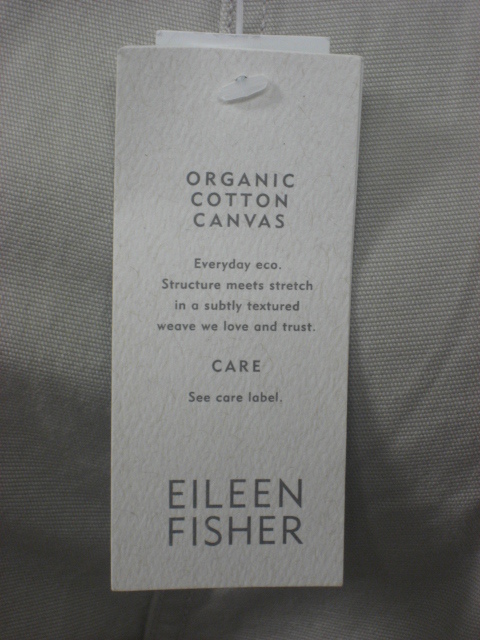 ORGANIC
COTTON
CANVAS
Everyday eco.
Structure meets stretch
in a subtly textured
weave we love and trust.
CARE
See care label.
EILEEN
FISHER